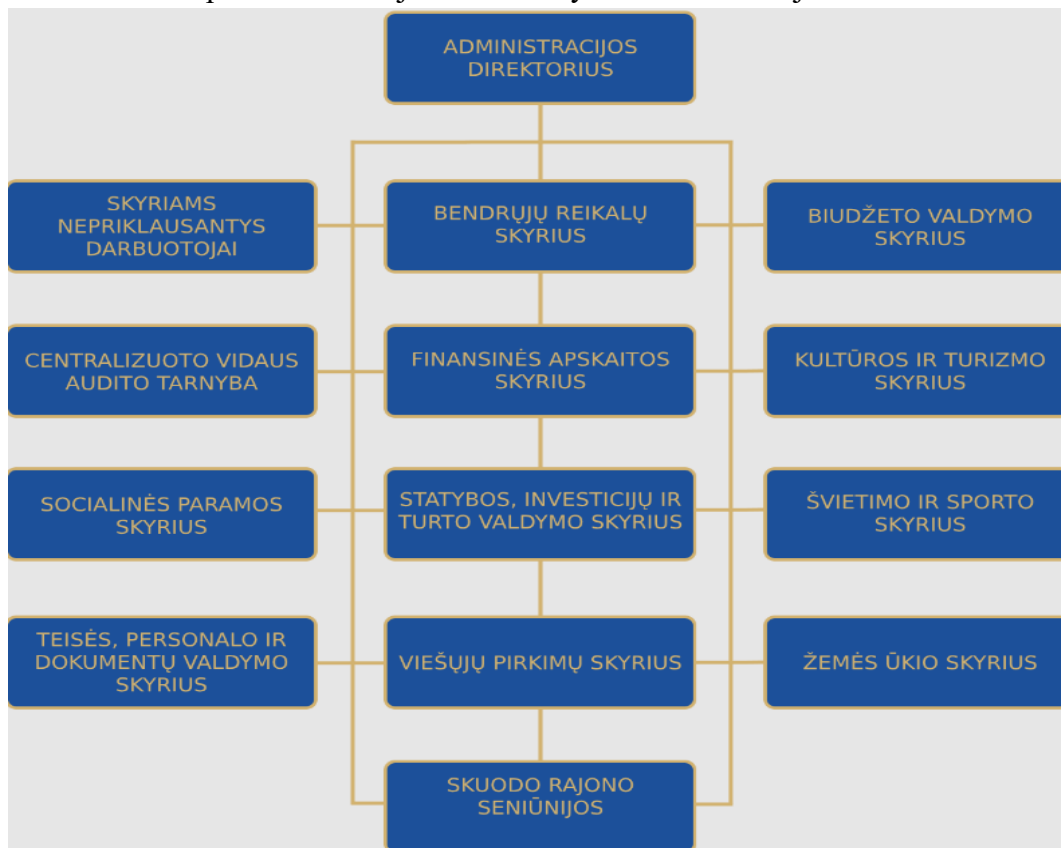 ADMINISTRACIJOS
DIREKTORIUS
SKYRIAMS
NEPRIKLAUSANTYS
DARBUOTOJAI
BENDRŲJŲ REIKALŲ
SKYRIUS
BIUDŽETO VALDYMO
SKYRIUS
CENTRALIZUOTO VIDAUS
AUDITO TARNYBA
FINANSINĖS APSKAITOS
SKYRIUS
KULTŪROS IR TURIZMO
SKYRIUS
SOCIALINĖS PARAMOS
SKYRIUS
STATYBOS, INVESTICIJŲ IR
TURTO VALDYMO SKYRIUS
ŠVIETIMO IR SPORTO
SKYRIUS
TEISĖS, PERSONALO IR
DOKUMENTŲ VALDYMO
SKYRIUS
VIEŠŲJŲ PIRKIMŲ SKYRIUS
ŽEMĖS ŪKIO SKYRIUS
SKUODO RAJONO
SENIŪNIJOS